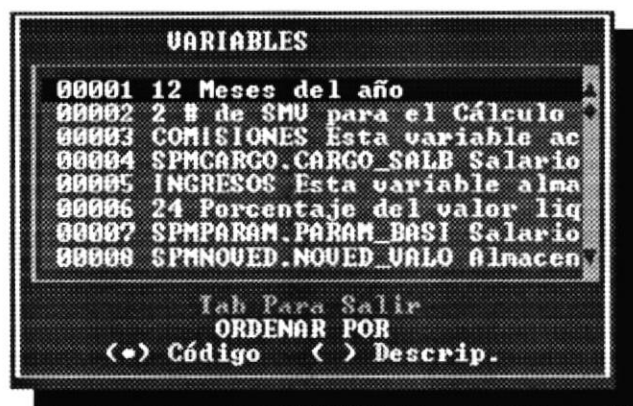 VARIABLES
00001 12 Meses del año
00002 2 # de SMV para el Cálculo
00003 COMISIONES Esta variable ac
00004 SPMCARGO.CARGO_SALB Salario
00005 INGRESOS Esta variable alma
00006 24 Porcentaje del valor liq
00007 SPMPARAM.PARAM_BASI Salario
00008 SPMNOVED.NOVED_VALO Almacen
Tab Para Salir
ORDENAR POR
(•) Código ( ) Descrip.